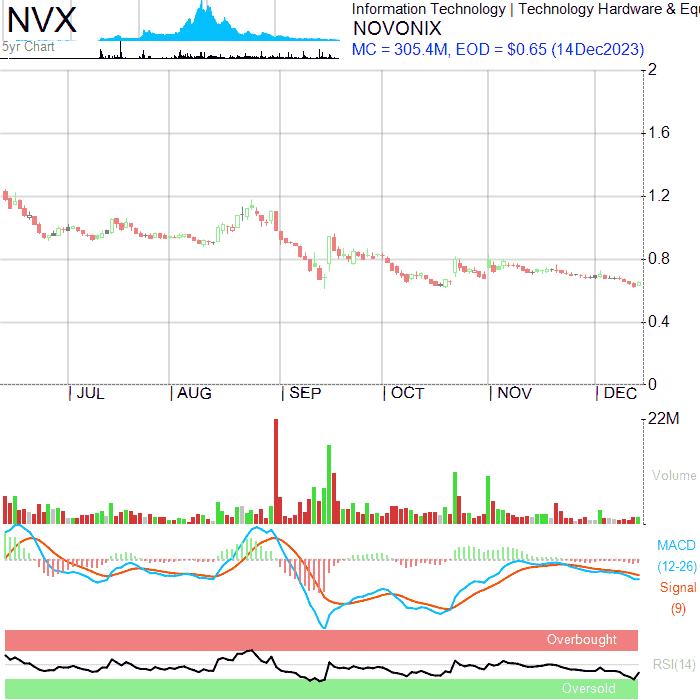 NVX
5yr Chart
Information Technology | Technology Hardware & Equ
NOVONIX
MC = 305.4M, EOD = $0.65 (14Dec2023)
2
1.6
1.2
0.8
0.4
0
| JUL | AUG | SEP | OCT | NOV | DEC
22M
Volume
MACD
(12-26)
Signal
(9)
Overbought
RSI(14)
Oversold